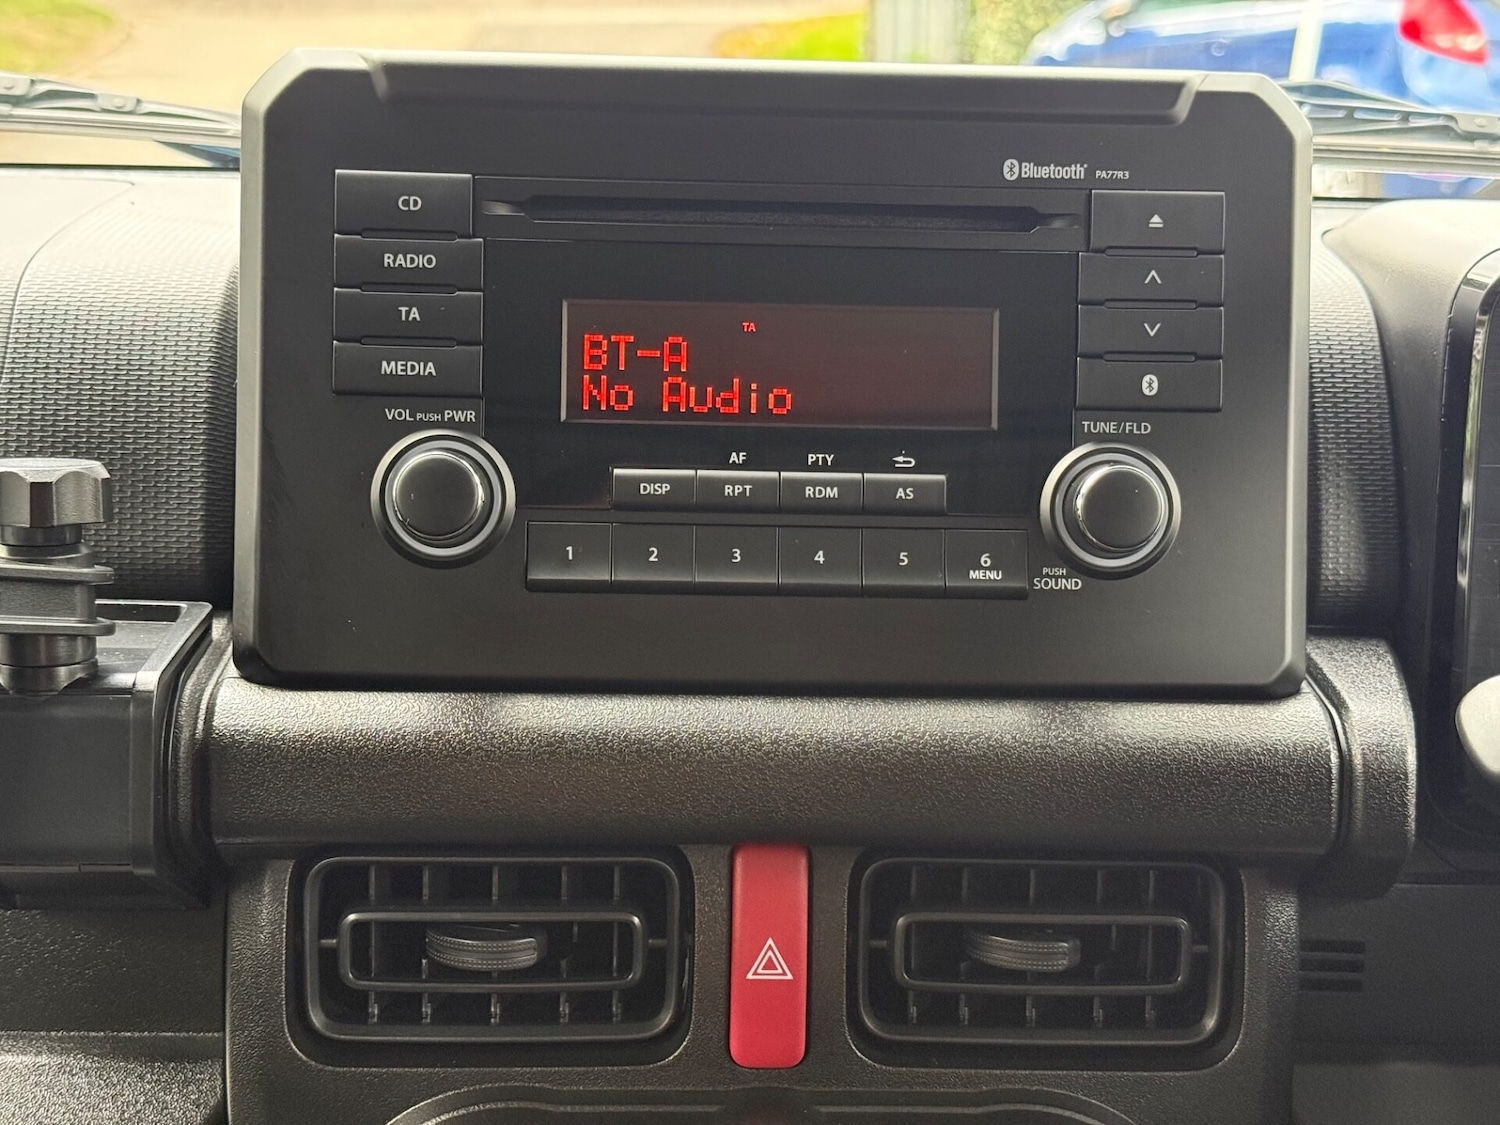 Bluetooth PA77R3
CD
RADIO
TA
MEDIA
VOL PUSH PWR
TA
BT-A
No Audio
TUNE/FLD
AF PTY
DISP RPT RDM AS
1 2 3 4 5 6
MENU
PUSH
SOUND